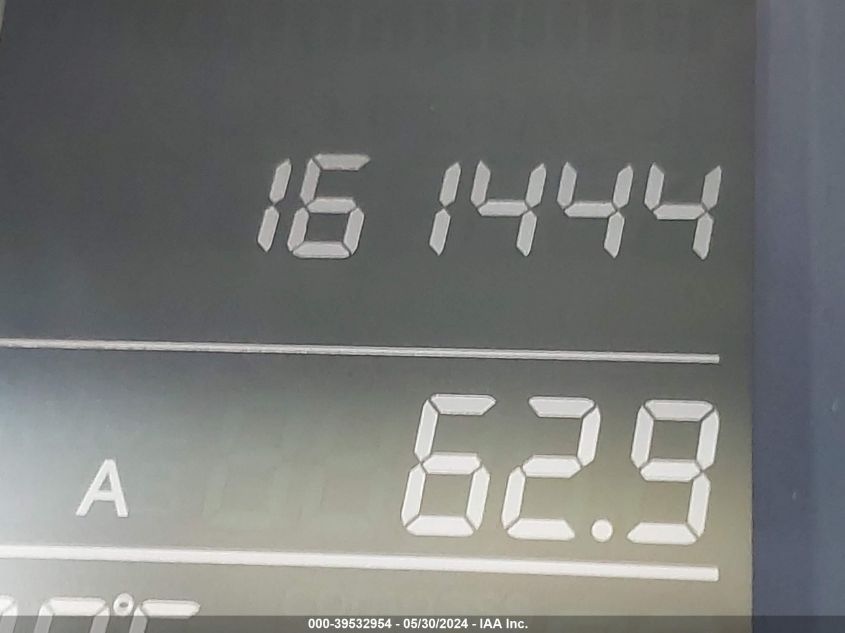 161444
A 62.9
°F
000-39532954 - 05/30/2024 - IAA Inc.